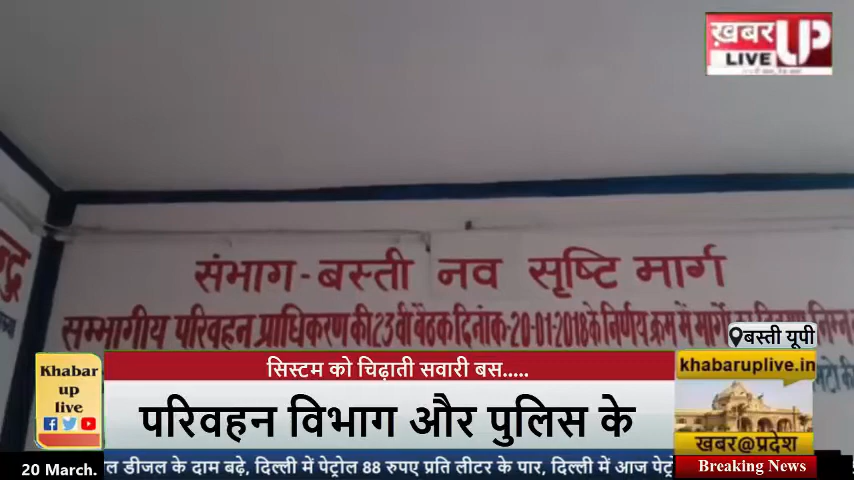 ख़बर
UP
LIVE
संभाग-बस्ती नव सृष्टि मार्ग
सम्भागीय परिवहन प्राधिकरण की 23 वी बैठक दिनांक-20-01-2018 के निर्णय क्रम में मार्गो का विवरण निम्न
बस्ती यूपी
सिस्टम को चिढ़ाती सवारी बस.....
Khabar
up
live
परिवहन विभाग और पुलिस के
khabaruplive.in
खबर@प्रदेश
20 March.
ल डीजल के दाम बढ़े, दिल्ली में पेट्रोल 88 रुपए प्रति लीटर के पार, दिल्ली में आज पेट्रो
Breaking News